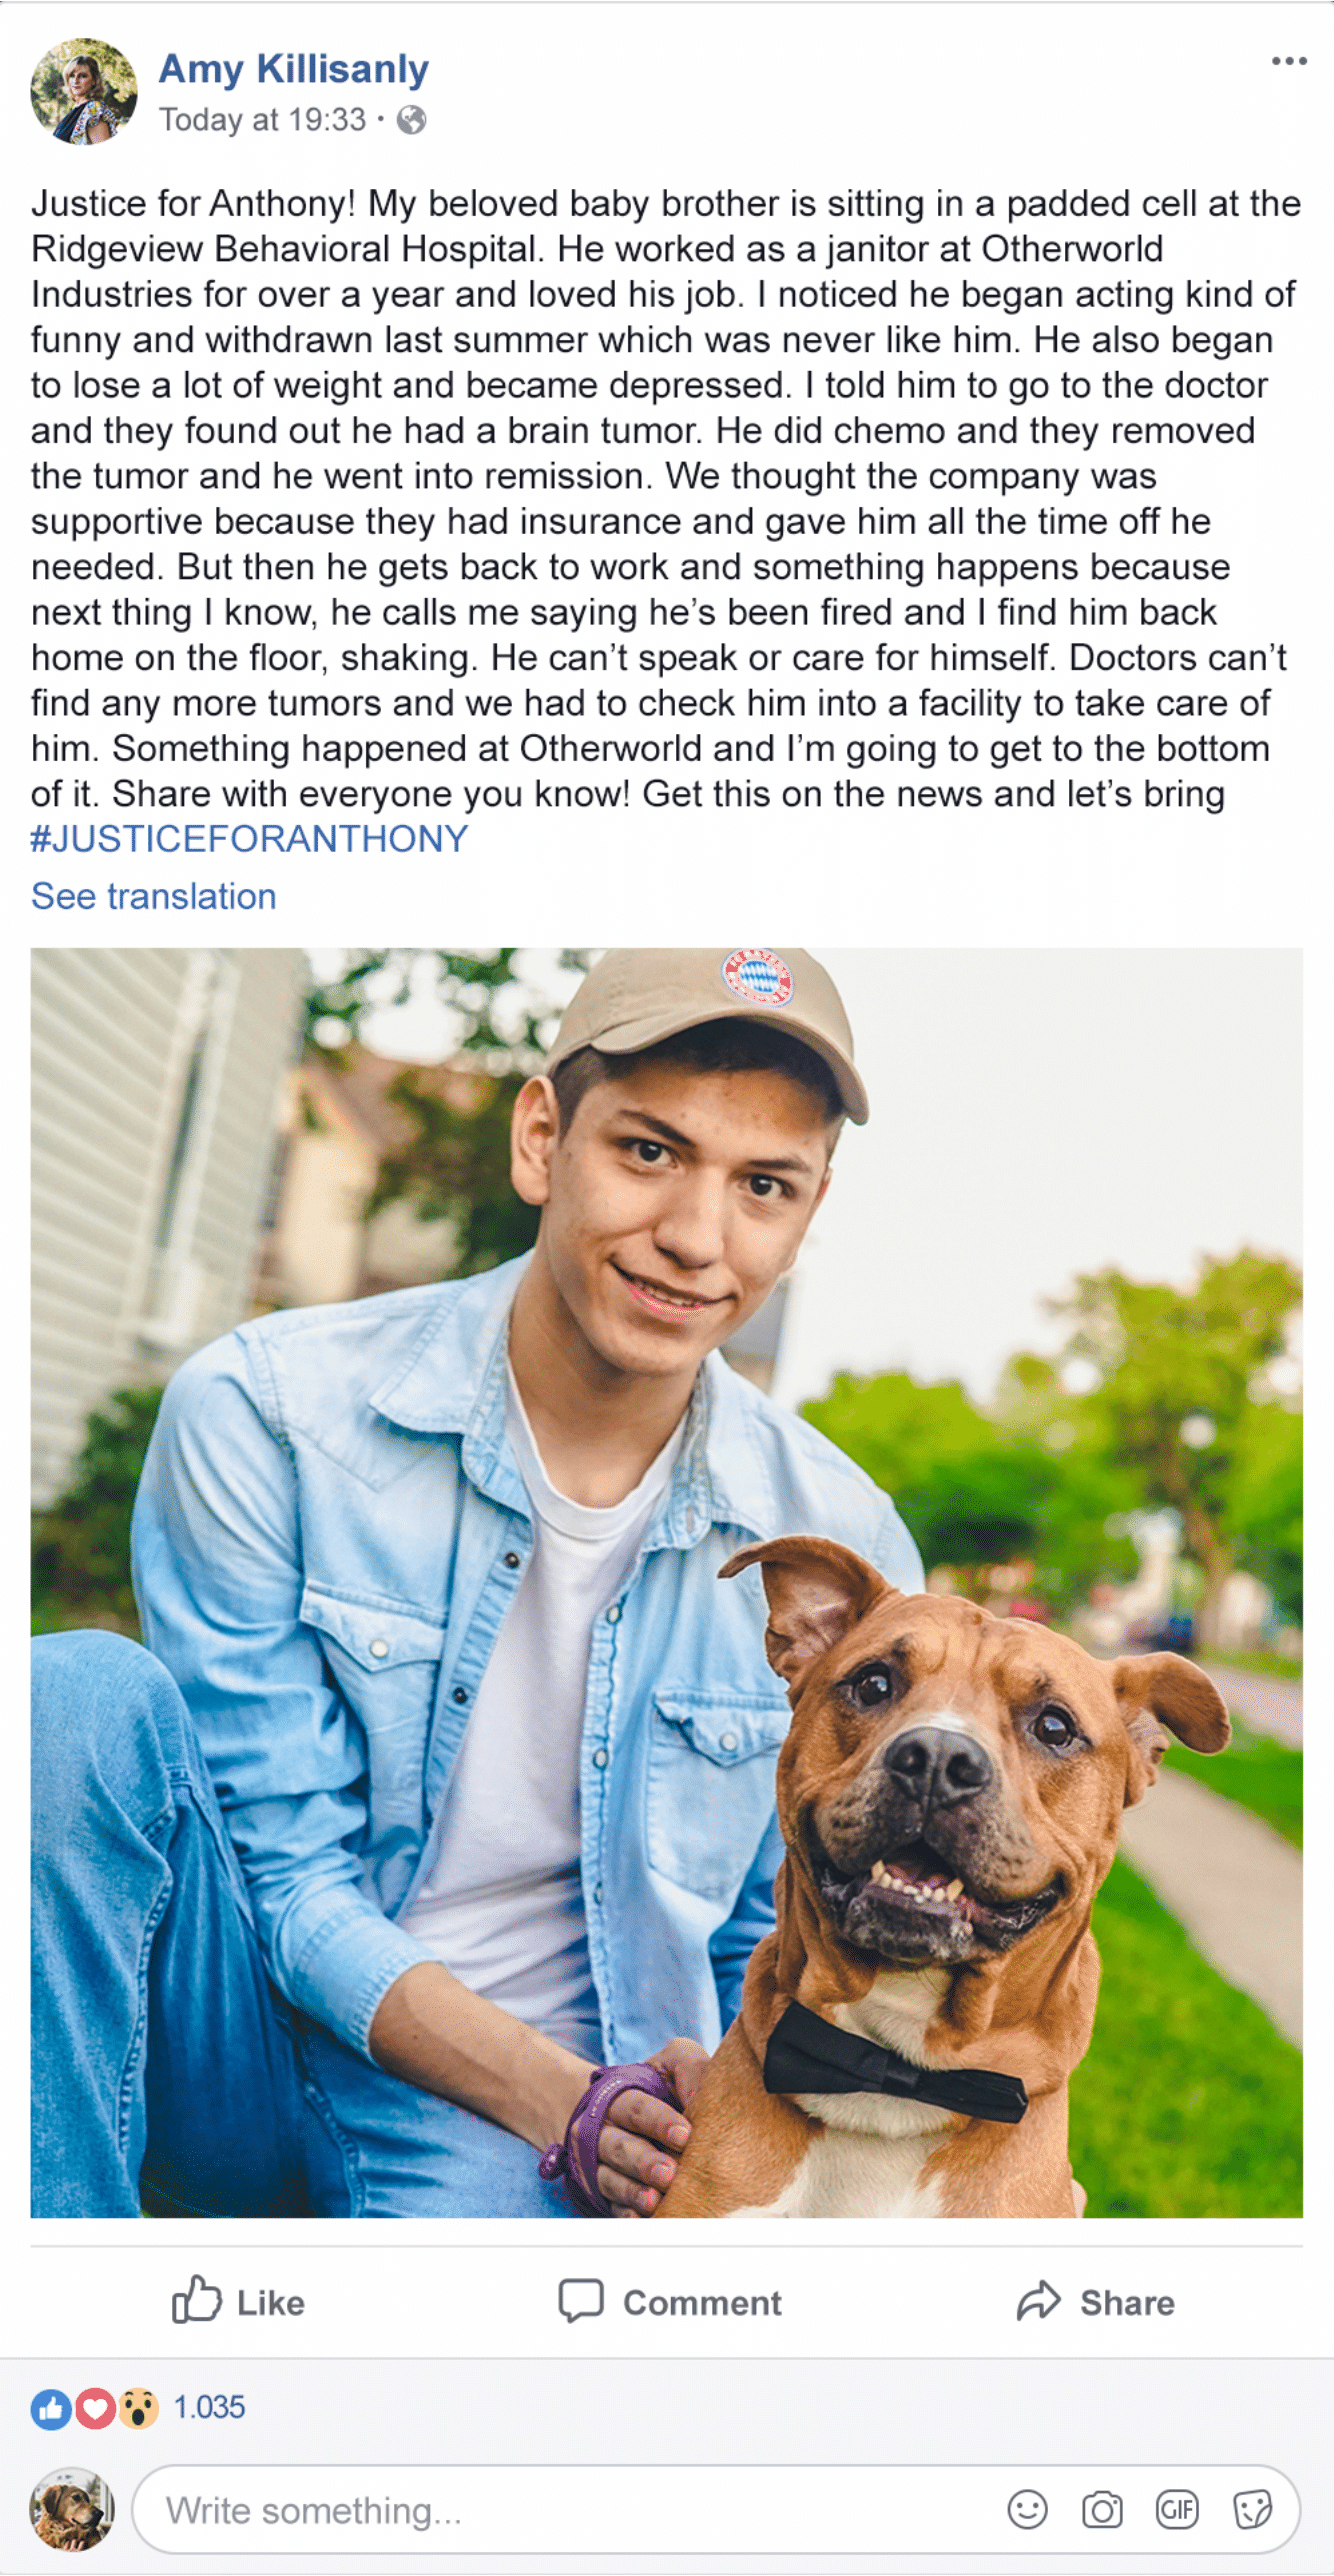 Amy Killisanly
Today at 19:33 ·
Justice for Anthony! My beloved baby brother is sitting in a padded cell at the
Ridgeview Behavioral Hospital. He worked as a janitor at Otherworld
Industries for over a year and loved his job. I noticed he began acting kind of
funny and withdrawn last summer which was never like him. He also began
to lose a lot of weight and became depressed. I told him to go to the doctor
and they found out he had a brain tumor. He did chemo and they removed
the tumor and he went into remission. We thought the company was
supportive because they had insurance and gave him all the time off he
needed. But then he gets back to work and something happens because
next thing I know, he calls me saying he’s been fired and I find him back
home on the floor, shaking. He can’t speak or care for himself. Doctors can’t
find any more tumors and we had to check him into a facility to take care of
him. Something happened at Otherworld and I’m going to get to the bottom
of it. Share with everyone you know! Get this on the news and let’s bring
#JUSTICEFORANTHONY
See translation
Like Comment Share
1.035
Write something... GIF